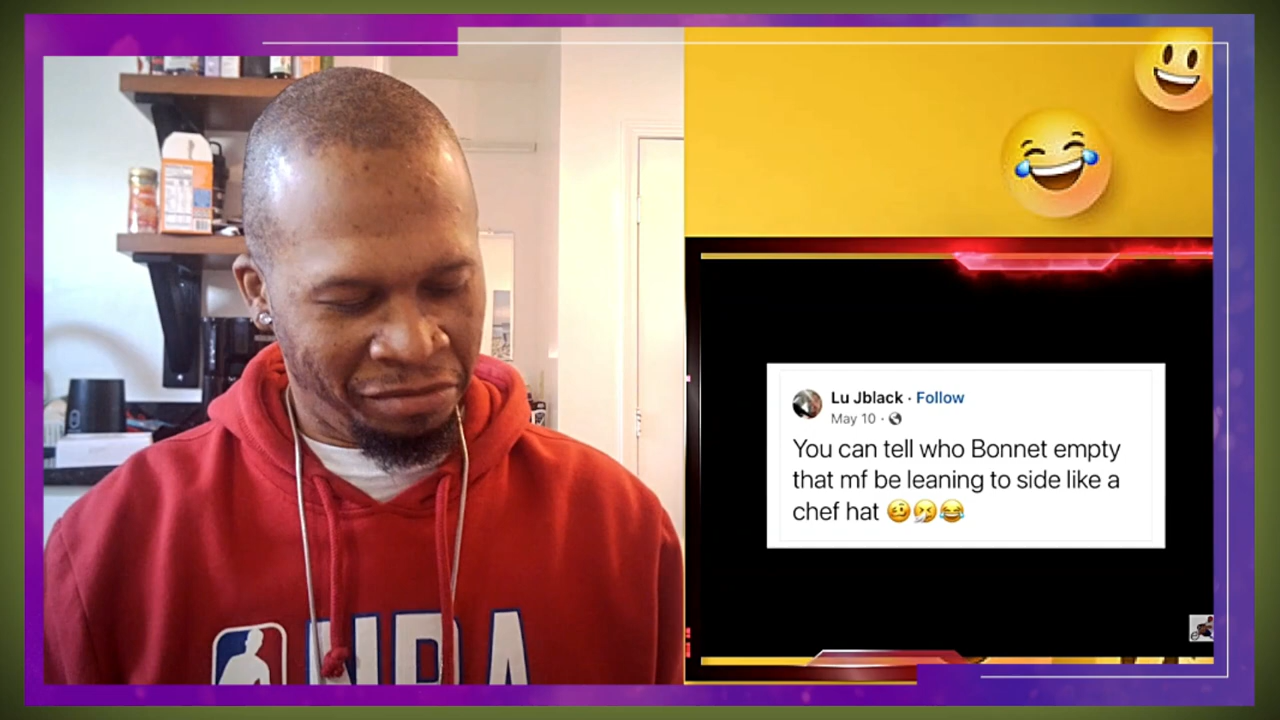 Lu Jblack · Follow
May 10 ·
You can tell who Bonnet empty
that mf be leaning to side like a
chef hat 🥴🤧😂
NBA